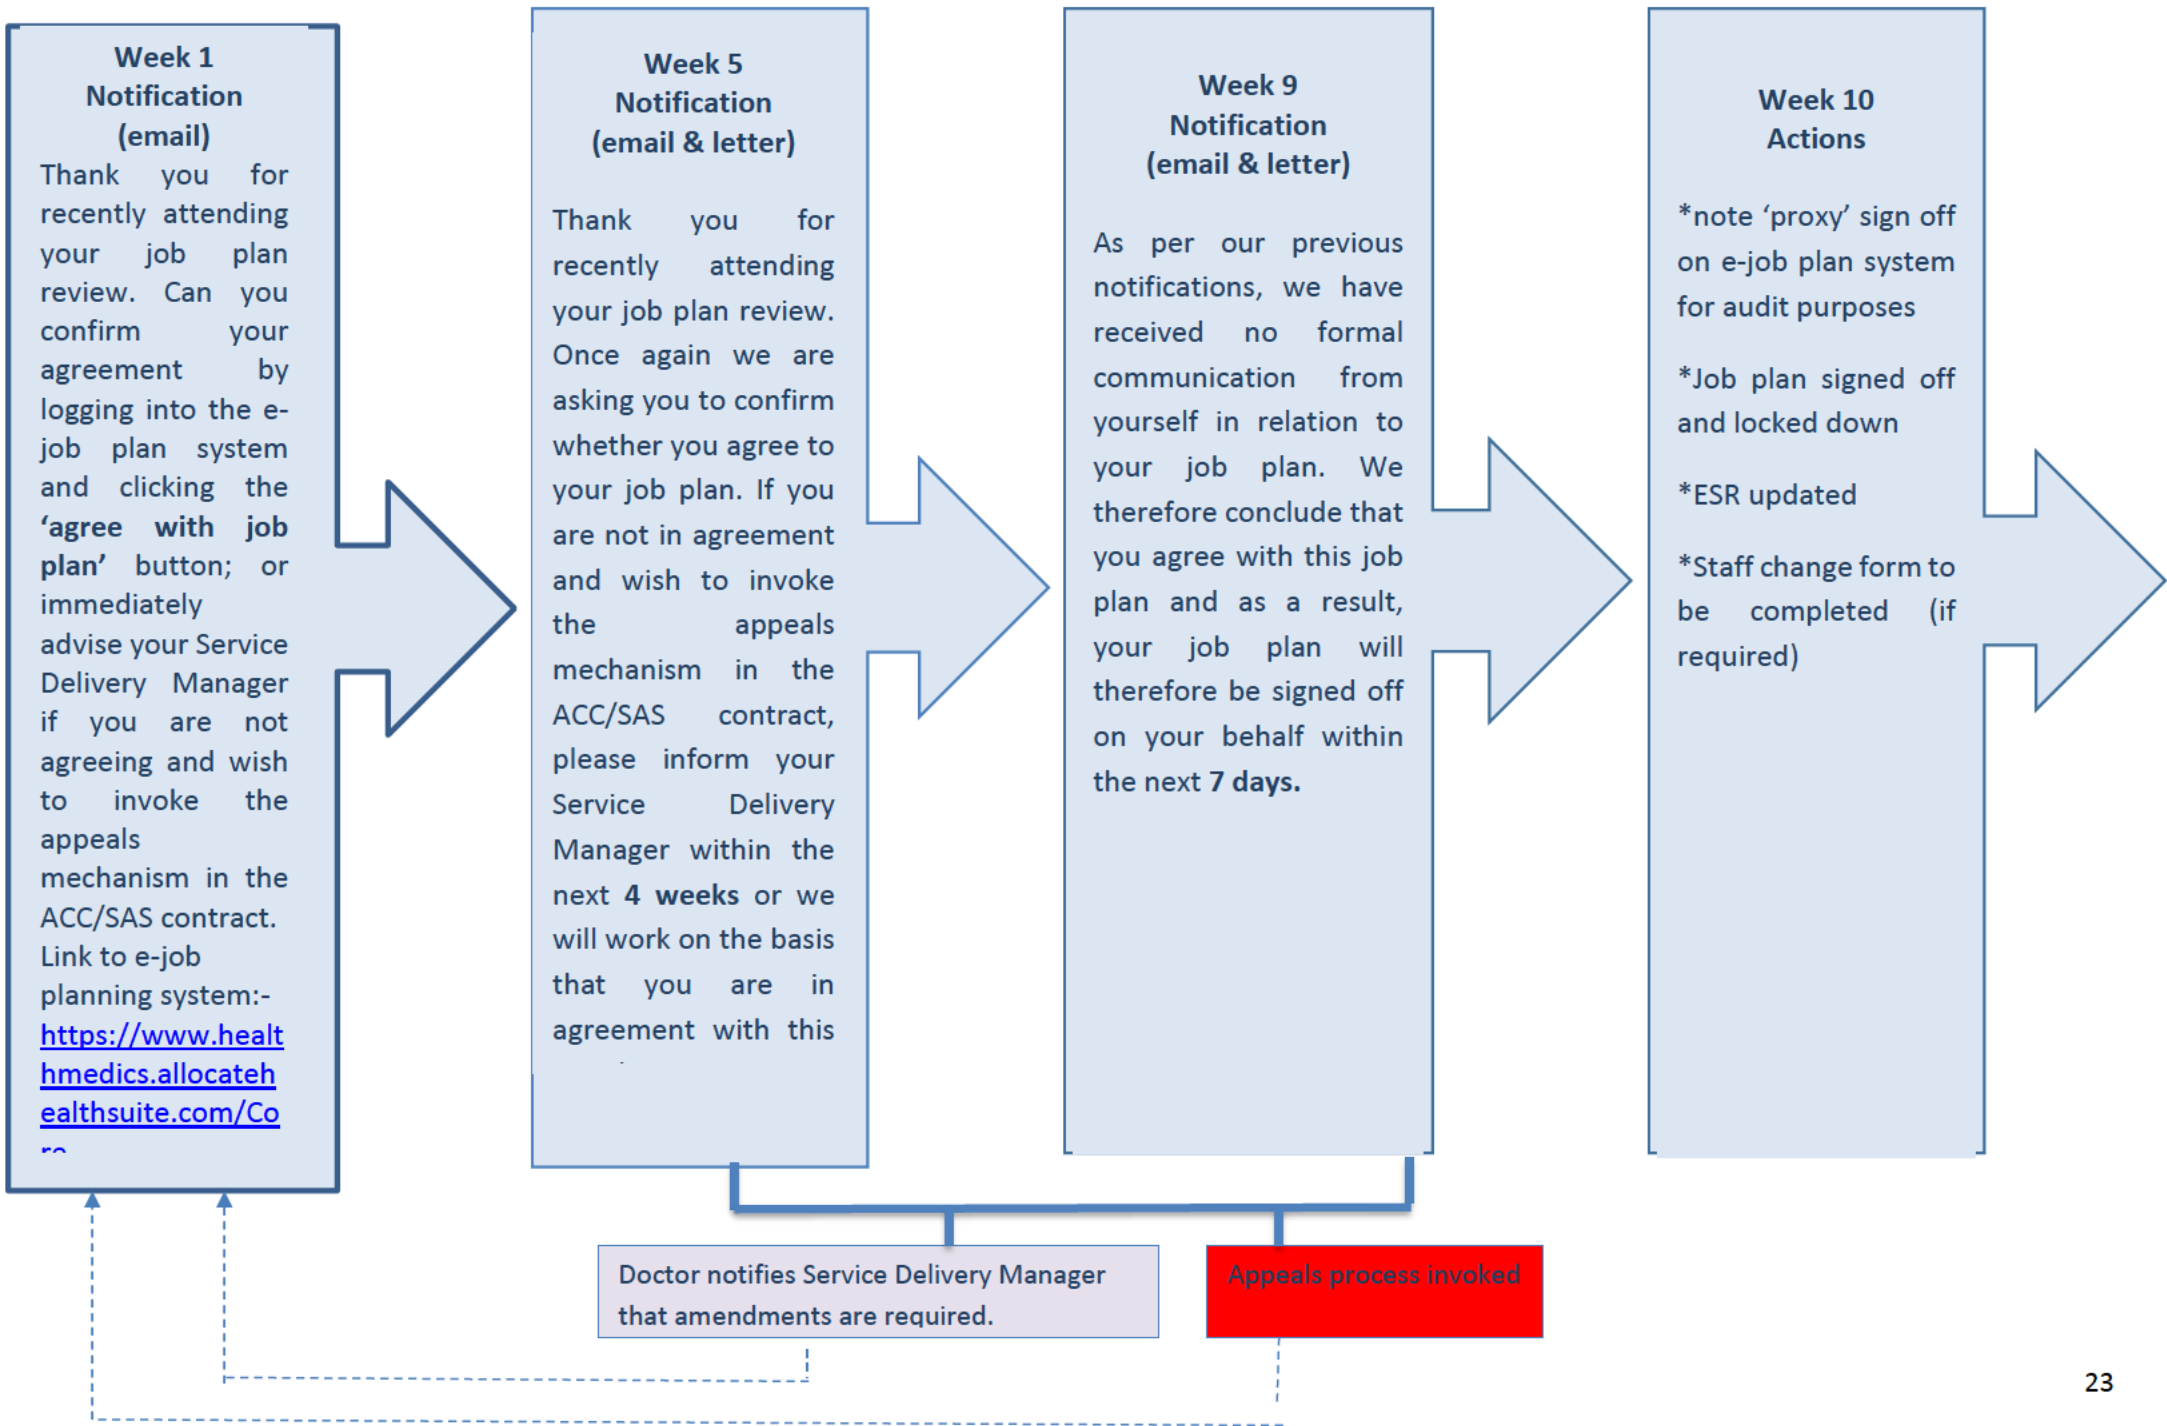 Week 1
Notification
(email)
Thank you for
recently attending
your job plan
review. Can you
confirm your
agreement by
logging into the e-
job plan system
and clicking the
‘agree with job
plan’ button; or
immediately
advise your Service
Delivery Manager
if you are not
agreeing and wish
to invoke the
appeals
mechanism in the
ACC/SAS contract.
Link to e-job
planning system:-
https://www.healt
hmedics.allocateh
ealthsuite.com/Co
re
Week 5
Notification
(email & letter)
Thank you for
recently attending
your job plan review.
Once again we are
asking you to confirm
whether you agree to
your job plan. If you
are not in agreement
and wish to invoke
the appeals
mechanism in the
ACC/SAS contract,
please inform your
Service Delivery
Manager within the
next 4 weeks or we
will work on the basis
that you are in
agreement with this
Week 9
Notification
(email & letter)
As per our previous
notifications, we have
received no formal
communication from
yourself in relation to
your job plan. We
therefore conclude that
you agree with this job
plan and as a result,
your job plan will
therefore be signed off
on your behalf within
the next 7 days.
Week 10
Actions
*note ‘proxy’ sign off
on e-job plan system
for audit purposes
*Job plan signed off
and locked down
*ESR updated
*Staff change form to
be completed (if
required)
Doctor notifies Service Delivery Manager
that amendments are required.
Appeals process invoked
23